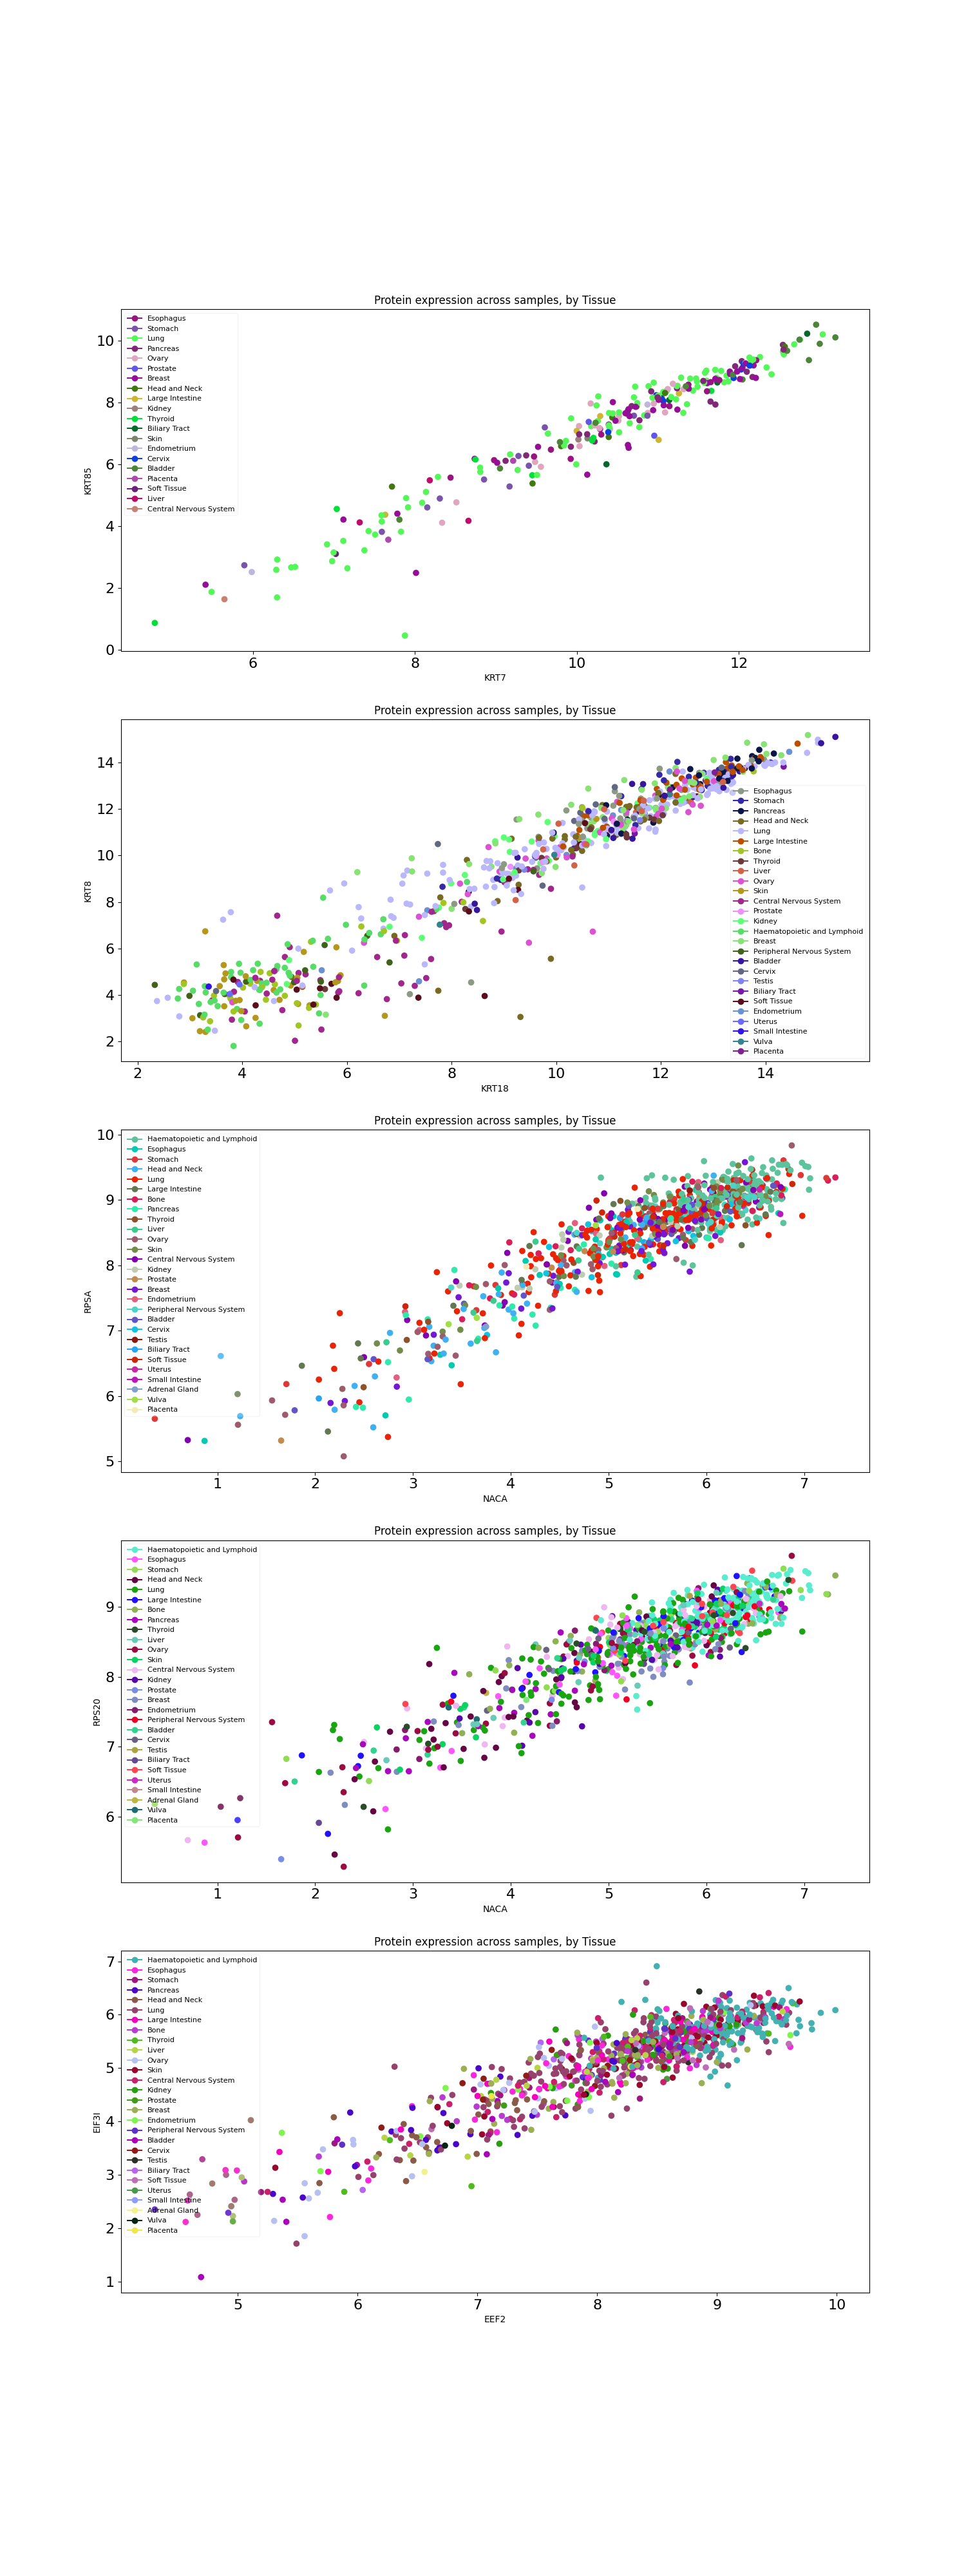 Protein expression across samples, by Tissue
Esophagus
Stomach
Lung
Pancreas
Ovary
Prostate
Breast
Head and Neck
Large Intestine
Kidney
Thyroid
Biliary Tract
Skin
Endometrium
Cervix
Bladder
Placenta
Soft Tissue
Liver
Central Nervous System
10
8
6
4
2
0
KRT85
6 8 10 12
KRT7
Protein expression across samples, by Tissue
Esophagus
Stomach
Pancreas
Head and Neck
Lung
Large Intestine
Bone
Thyroid
Liver
Ovary
Skin
Central Nervous System
Prostate
Kidney
Haematopoietic and Lymphoid
Breast
Peripheral Nervous System
Bladder
Cervix
Testis
Biliary Tract
Soft Tissue
Endometrium
Uterus
Small Intestine
Vulva
Placenta
14
12
10
8
6
4
2
KRT8
2 4 6 8 10 12 14
KRT18
Protein expression across samples, by Tissue
Haematopoietic and Lymphoid
Esophagus
Stomach
Head and Neck
Lung
Large Intestine
Bone
Pancreas
Thyroid
Liver
Ovary
Skin
Central Nervous System
Kidney
Prostate
Breast
Endometrium
Peripheral Nervous System
Bladder
Cervix
Testis
Biliary Tract
Soft Tissue
Uterus
Small Intestine
Adrenal Gland
Vulva
Placenta
10
9
8
7
6
5
RPSA
1 2 3 4 5 6 7
NACA
Protein expression across samples, by Tissue
Haematopoietic and Lymphoid
Esophagus
Stomach
Head and Neck
Lung
Large Intestine
Bone
Pancreas
Thyroid
Liver
Ovary
Skin
Central Nervous System
Kidney
Prostate
Breast
Endometrium
Peripheral Nervous System
Bladder
Cervix
Testis
Biliary Tract
Soft Tissue
Uterus
Small Intestine
Adrenal Gland
Vulva
Placenta
9
8
7
6
RPS20
1 2 3 4 5 6 7
NACA
Protein expression across samples, by Tissue
Haematopoietic and Lymphoid
Esophagus
Stomach
Pancreas
Head and Neck
Lung
Large Intestine
Bone
Thyroid
Liver
Ovary
Skin
Central Nervous System
Kidney
Prostate
Breast
Endometrium
Peripheral Nervous System
Bladder
Cervix
Testis
Biliary Tract
Soft Tissue
Uterus
Small Intestine
Adrenal Gland
Vulva
Placenta
7
6
5
4
3
2
1
EIF3I
5 6 7 8 9 10
EEF2